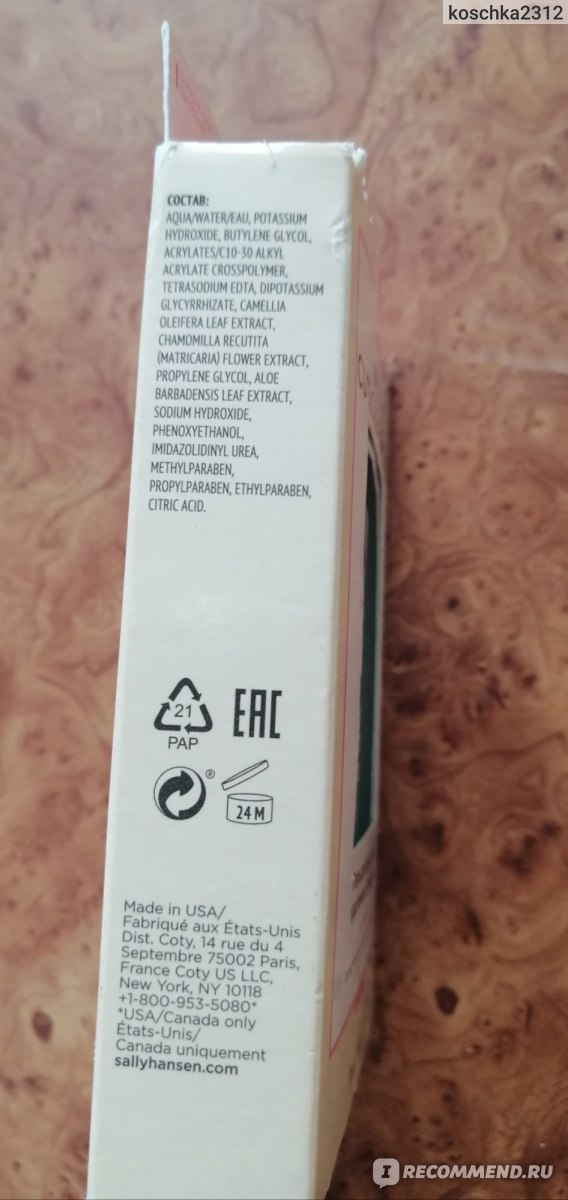 koschka2312
СОСТАВ:
AQUA/WATER/EAU, POTASSIUM
HYDROXIDE, BUTYLENE GLYCOL,
ACRYLATES/C10-30 ALKYL
ACRYLATE CROSSPOLYMER,
TETRASODIUM EDTA, DIPOTASSIUM
GLYCYRRHIZATE, CAMELLIA
OLEIFERA LEAF EXTRACT,
CHAMOMILLA RECUTITA
(MATRICARIA) FLOWER EXTRACT,
PROPYLENE GLYCOL, ALOE
BARBADENSIS LEAF EXTRACT,
SODIUM HYDROXIDE,
PHENOXYETHANOL,
IMIDAZOLIDINYL UREA,
METHYLPARABEN,
PROPYLPARABEN, ETHYLPARABEN,
CITRIC ACID.
21
PAP
EAC
®
24 M
Made in USA/
Fabriqué aux États-Unis
Dist. Coty, 14 rue du 4
Septembre 75002 Paris,
France Coty US LLC,
New York, NY 10118
+1-800-953-5080*
*USA/Canada only
États-Unis/
Canada uniquement
sallyhansen.com
I RECOMMEND.RU